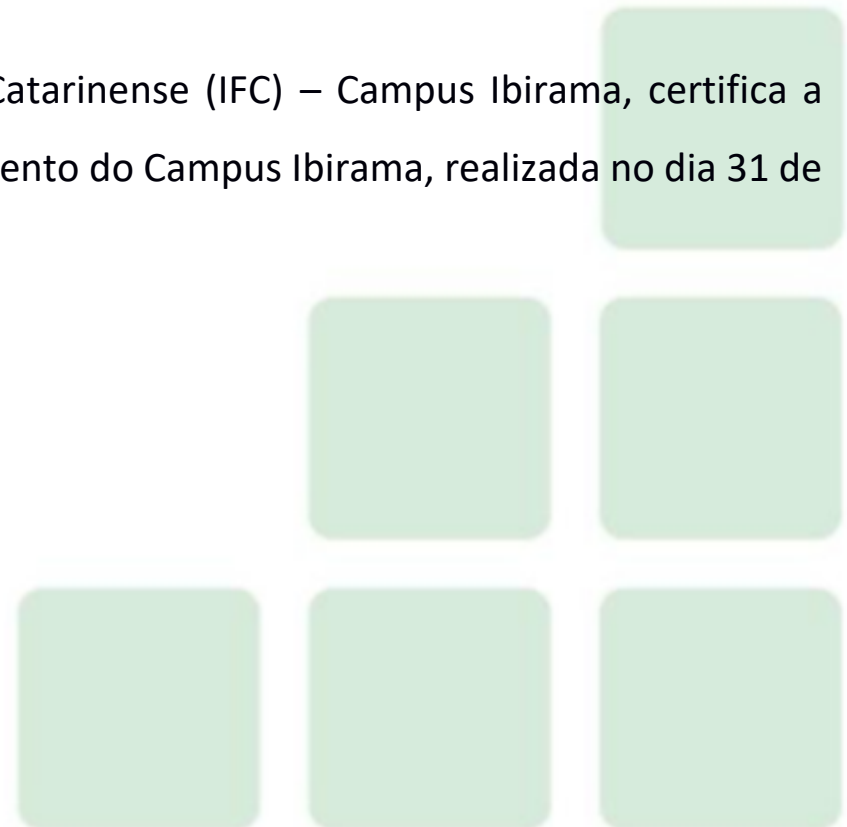 Catarinense (IFC) – Campus Ibirama, certifica a
ento do Campus Ibirama, realizada no dia 31 de